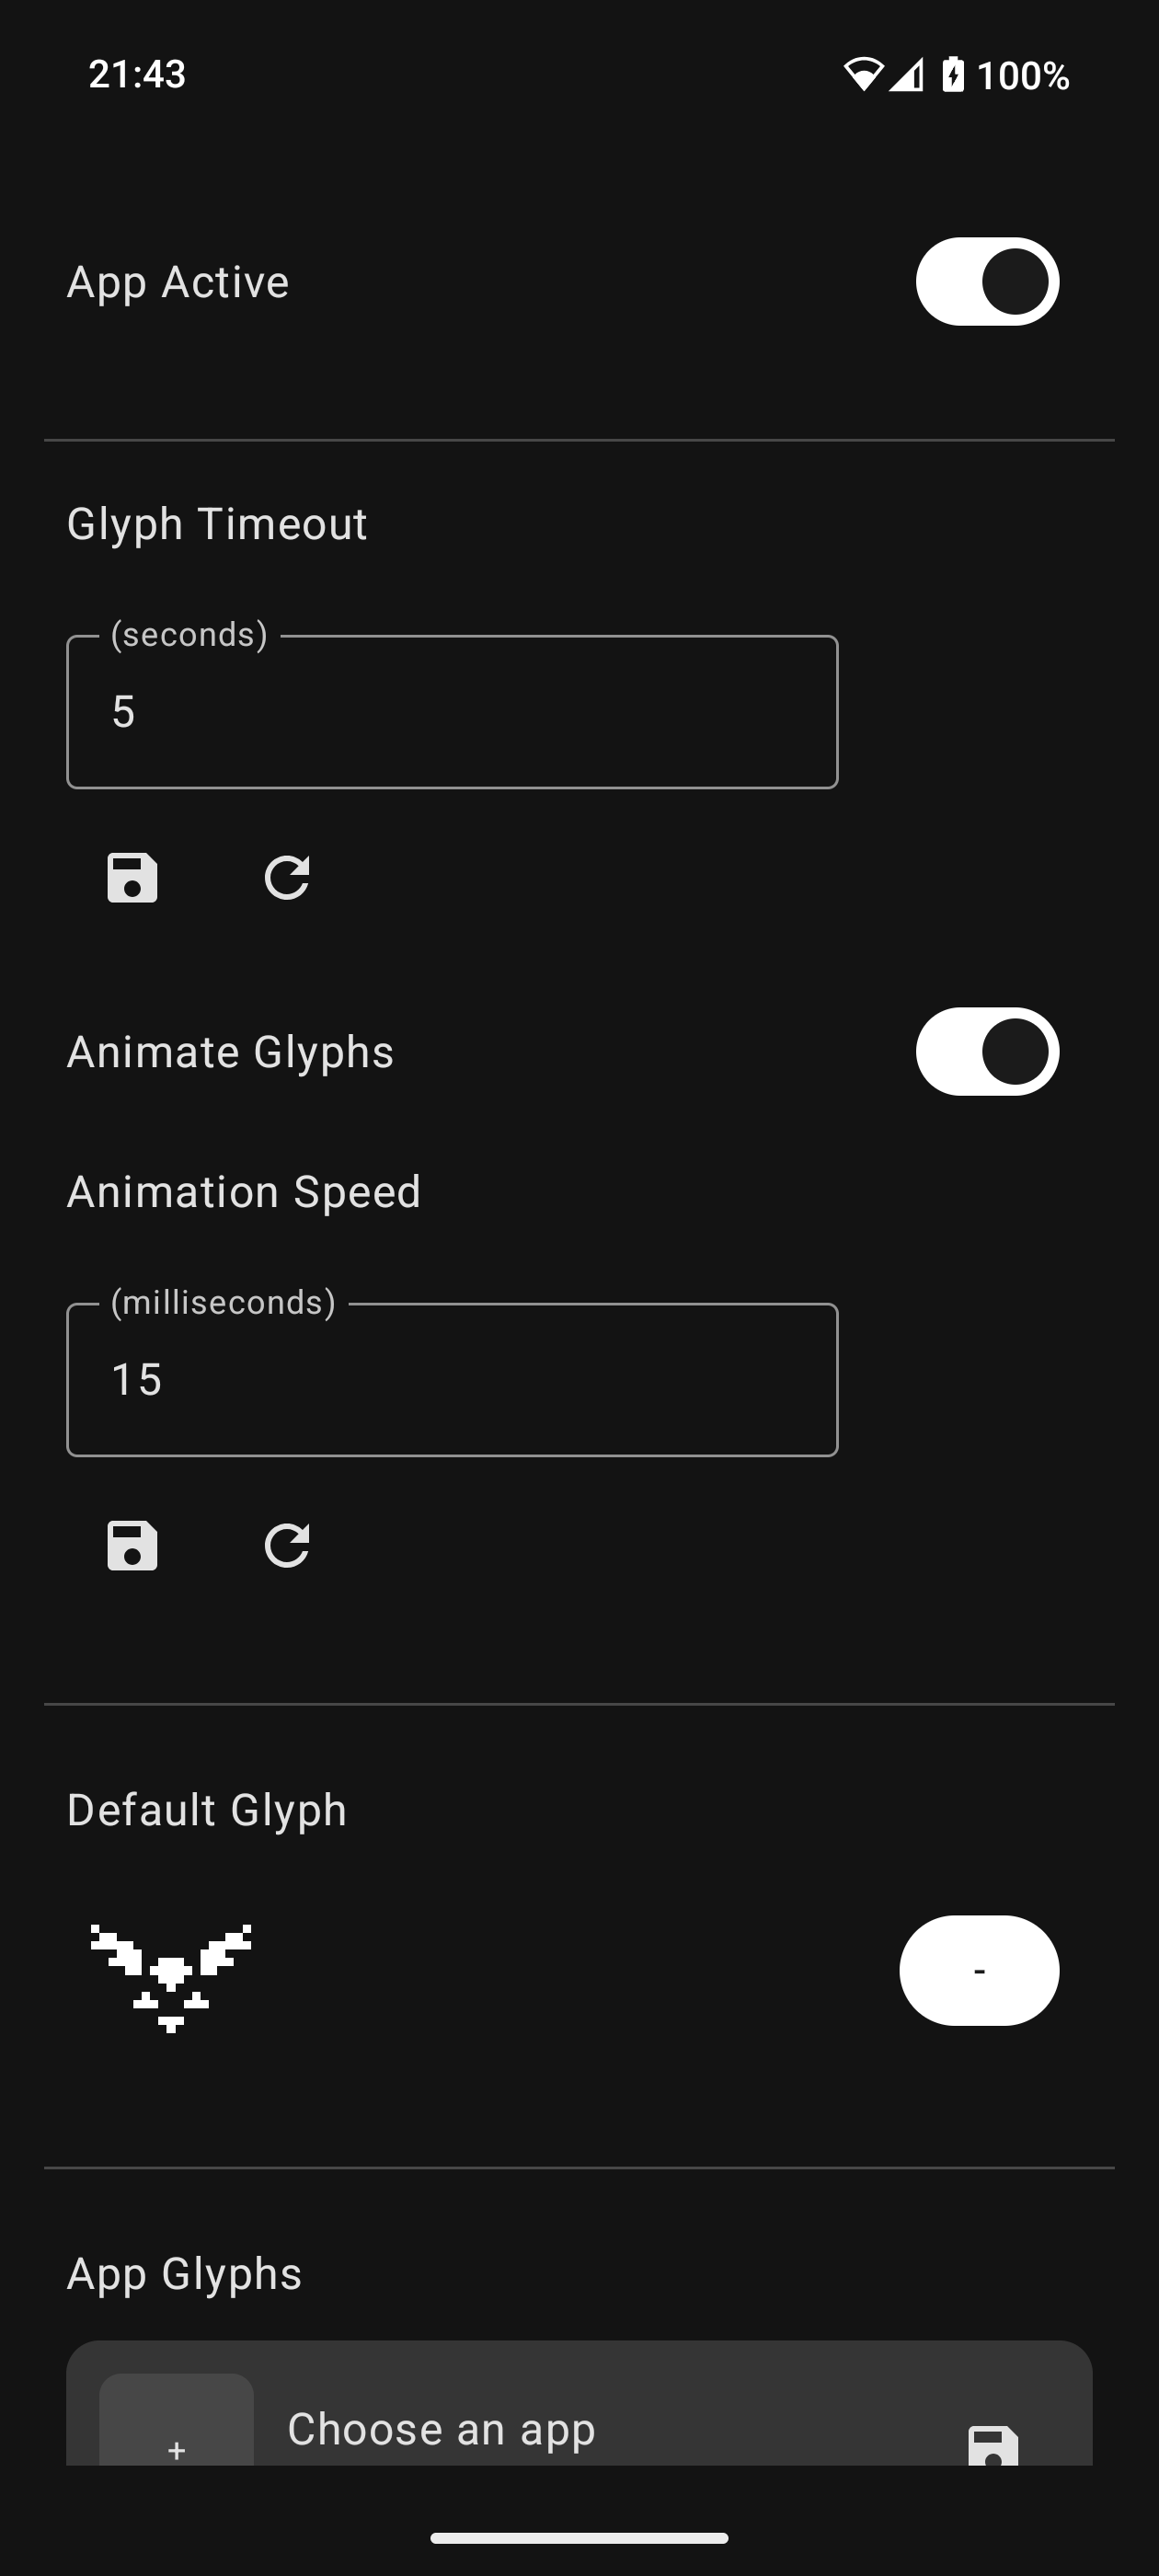 21:43
100%
App Active
Glyph Timeout
(seconds)
5
Animate Glyphs
Animation Speed
(milliseconds)
15
Default Glyph
-
App Glyphs
Choose an app
+